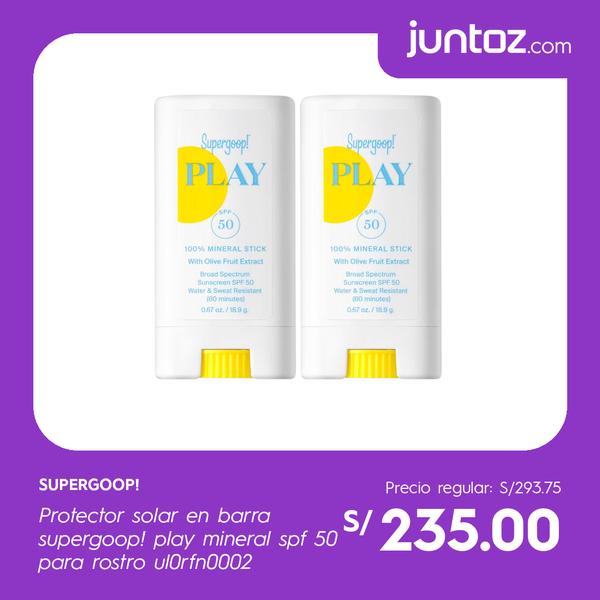 juntoz.com
Supergoop!
PLAY
SPF
50
100% MINERAL STICK
With Olive Fruit Extract
Broad Spectrum
Sunscreen SPF 50
Water & Sweat Resistant
(80 minutes)
0.67 oz. / 18.9 g.
Supergoop!
PLAY
SPF
50
100% MINERAL STICK
With Olive Fruit Extract
Broad Spectrum
Sunscreen SPF 50
Water & Sweat Resistant
(80 minutes)
0.67 oz. / 18.9 g.
SUPERGOOP!
Protector solar en barra
supergoop! play mineral spf 50
para rostro ul0rfn0002
Precio regular: S/293.75
S/ 235.00